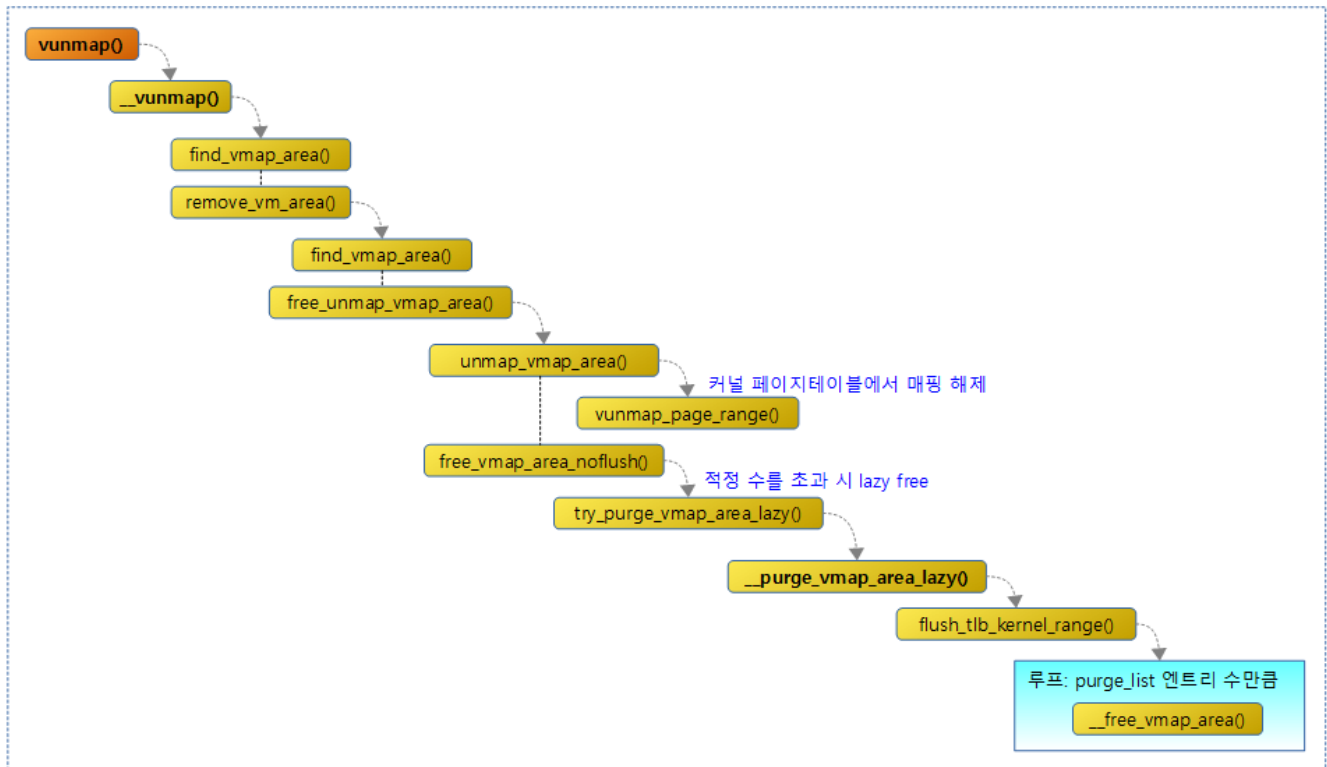 vunmap()
__vunmap()
find_vmap_area()
remove_vm_area()
find_vmap_area()
free_unmap_vmap_area()
unmap_vmap_area()
커널 페이지테이블에서 매핑 해제
vunmap_page_range()
free_vmap_area_noflush()
적정 수를 초과 시 lazy free
try_purge_vmap_area_lazy()
__purge_vmap_area_lazy()
flush_tlb_kernel_range()
루프: purge_list 엔트리 수만큼
__free_vmap_area()